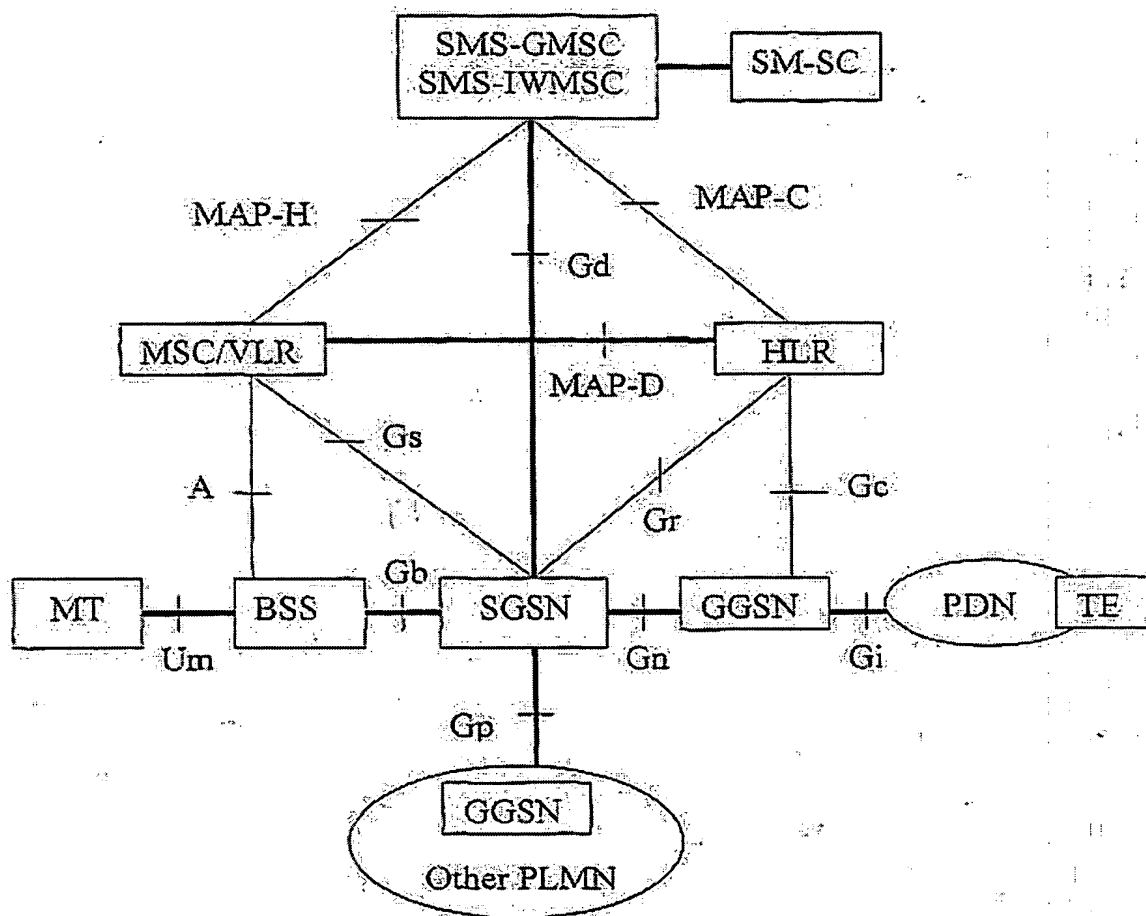 SMS-GMSC
SMS-IWMSC
SM-SC
MAP-H
MAP-C
Gd
MSC/VLR
HLR
MAP-D
Gs
A
Gr
Gc
Gb
MT
BSS
SGSN
GGSN
PDN
TE
Um
Gn
Gi
Gp
GGSN
Other PLMN